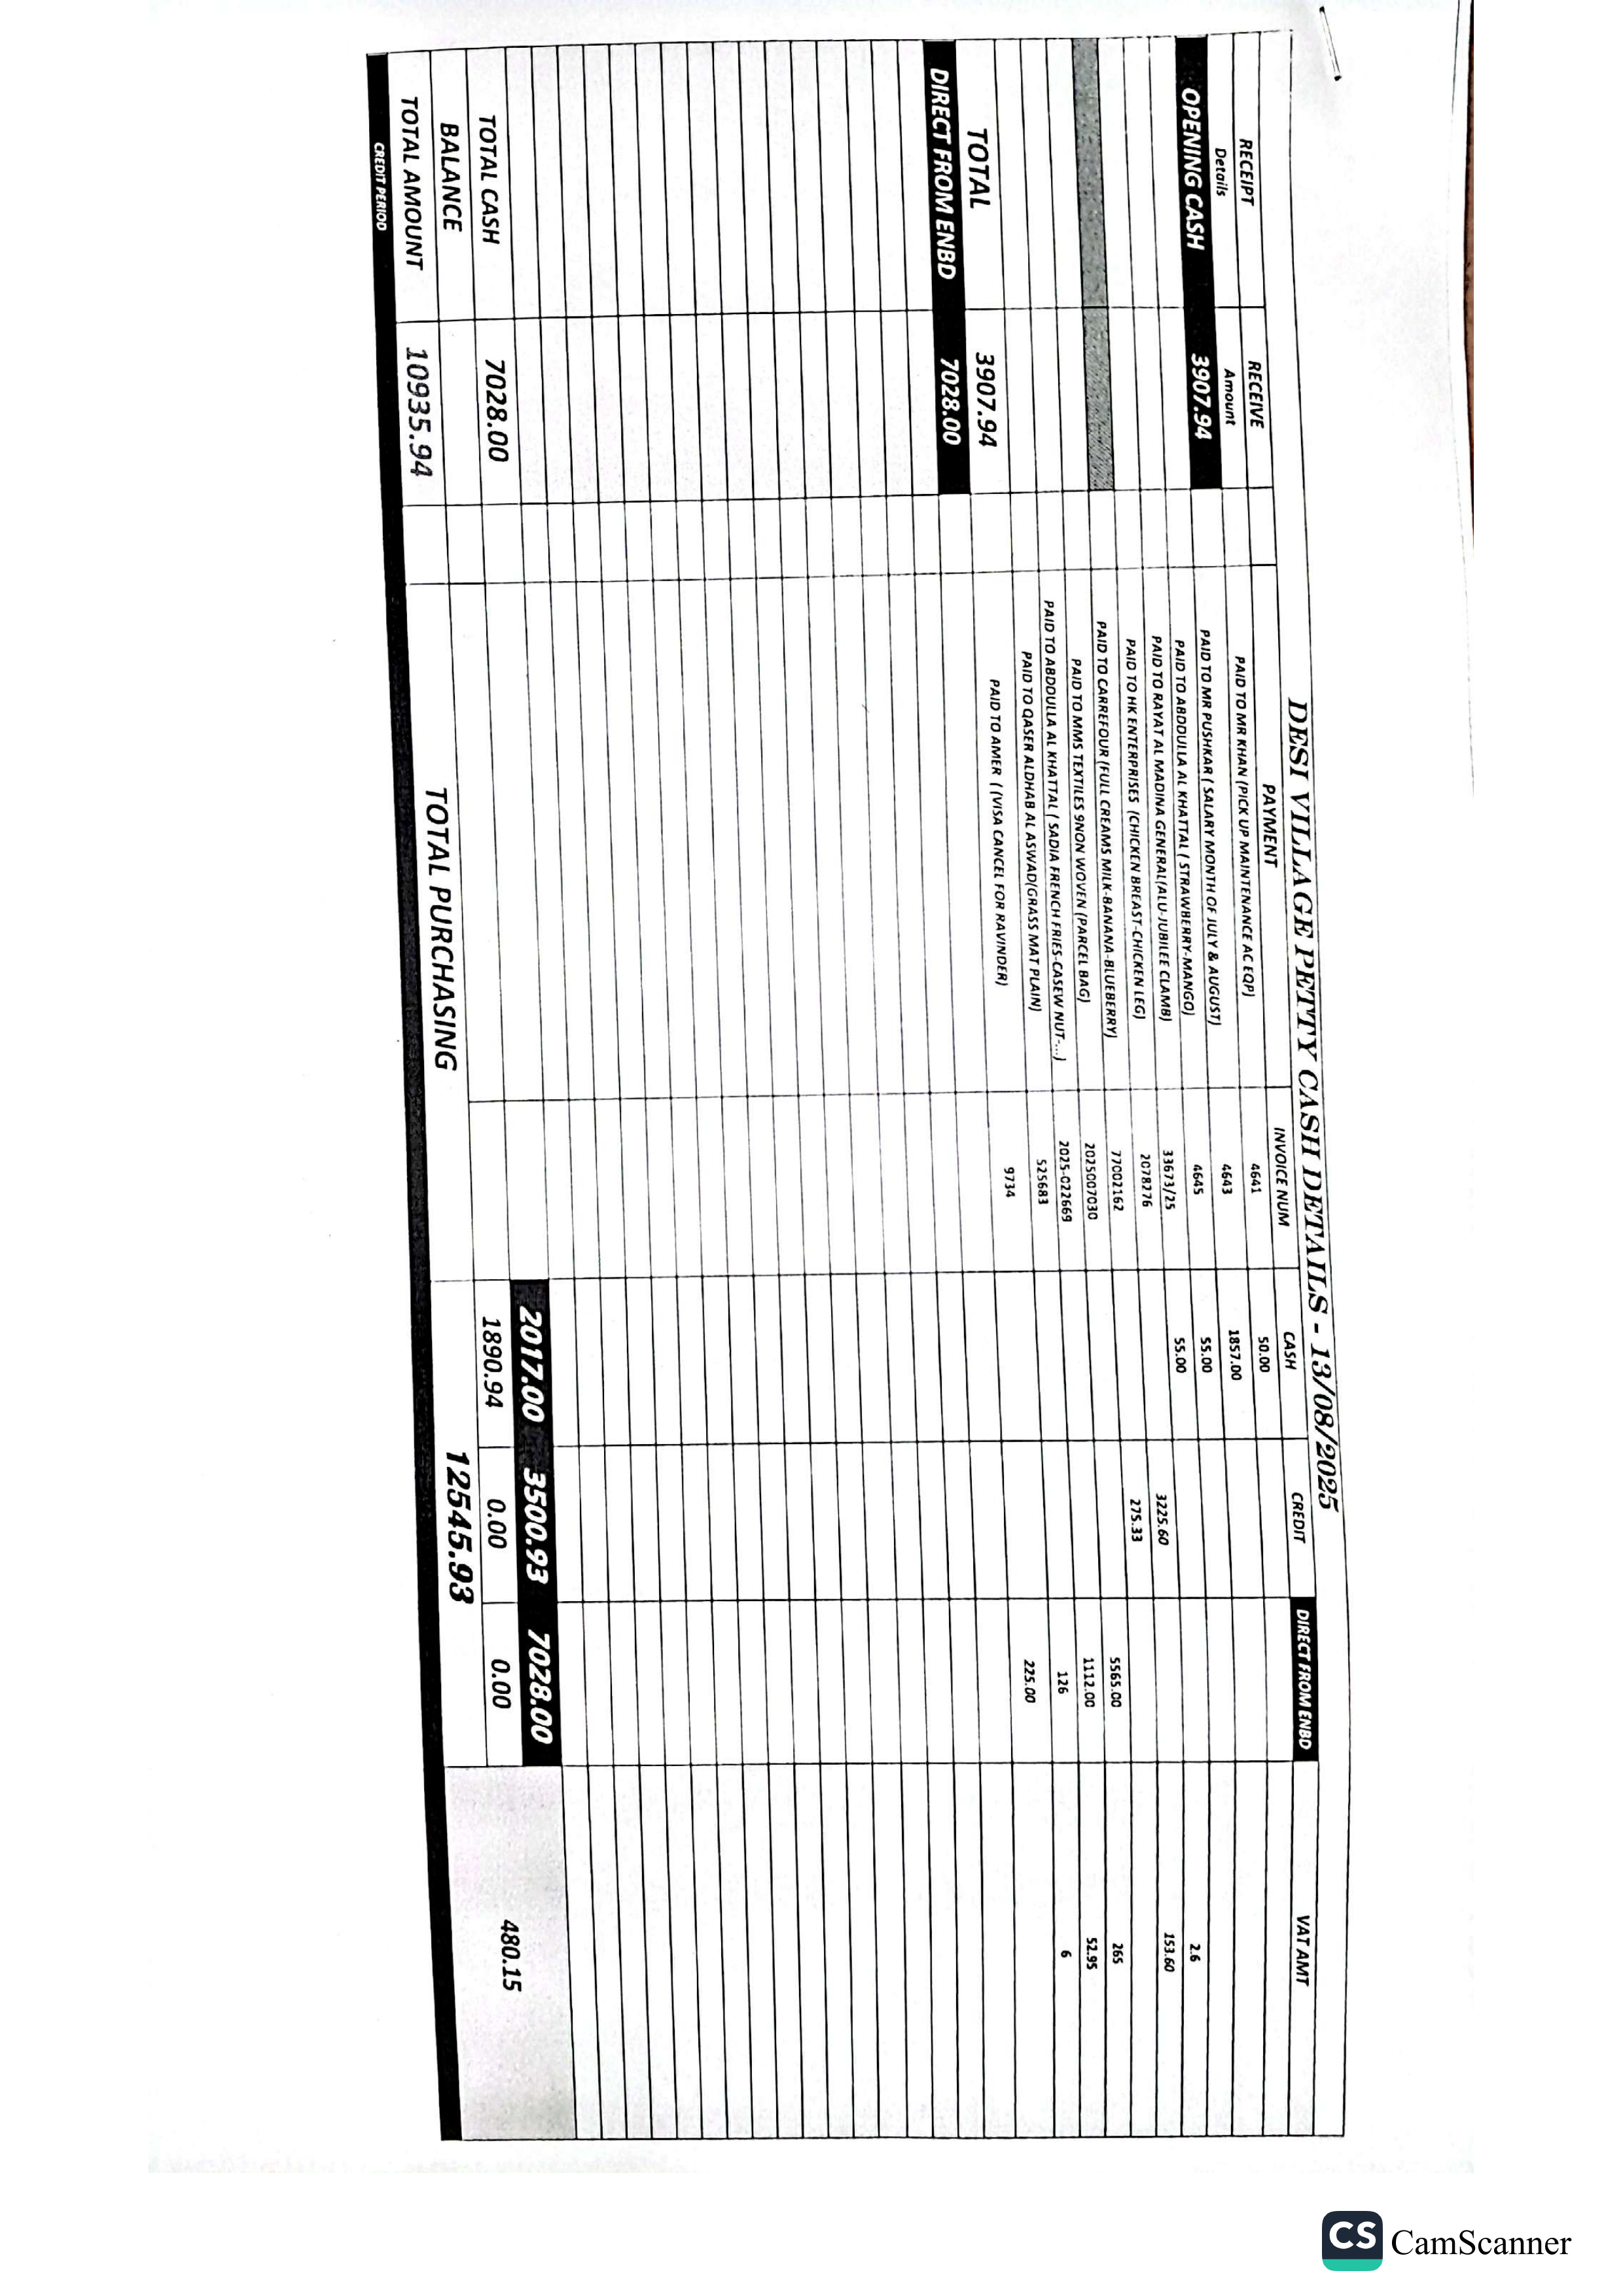 DESI VILLAGE PETTY CASH DETAILS - 13/08/2025
RECEIPT RECEIVE PAYMENT INVOICE NUM CASH CREDIT DIRECT FROM ENBD VAT AMT
Details Amount PAID TO MR KHAN (PICK UP MAINTENANCE AC EQP) 4641 50.00
OPENING CASH 3907.94 PAID TO MR PUSHKAR ( SALARY MONTH OF JULY & AUGUST) 4643 1857.00
PAID TO ABDDULLA AL KHATTAL ( STRAWBERRY-MANGO) 4645 55.00
PAID TO RAYAT AL MADINA GENERAL(ALU-JUBILEE CLAMB) 33673/25 55.00 2.6
PAID TO HK ENTERPRISES (CHICKEN BREAST-CHICKEN LEG) 2078276 3225.60 153.60
PAID TO CARREFOUR (FULL CREAMS MILK-BANANA-BLUEBERRY) 77002162 275.33
PAID TO MMS TEXTILES 9NON WOVEN (PARCEL BAG) 2025007030 5565.00 265
PAID TO ABDDULLA AL KHATTAL ( SADIA FRENCH FRIES-CASEW NUT-...) 2025-022669 1112.00 52.95
PAID TO QASER ALDHAB AL ASWAD(GRASS MAT PLAIN) 525683 126 6
TOTAL 3907.94 PAID TO AMER ( (VISA CANCEL FOR RAVINDER) 9734 225.00
DIRECT FROM ENBD 7028.00
2017.00 3500.93 7028.00
TOTAL CASH 7028.00 1890.94 0.00 0.00 480.15
BALANCE
TOTAL AMOUNT 10935.94 TOTAL PURCHASING 12545.93
CREDIT PERIOD
CS CamScanner